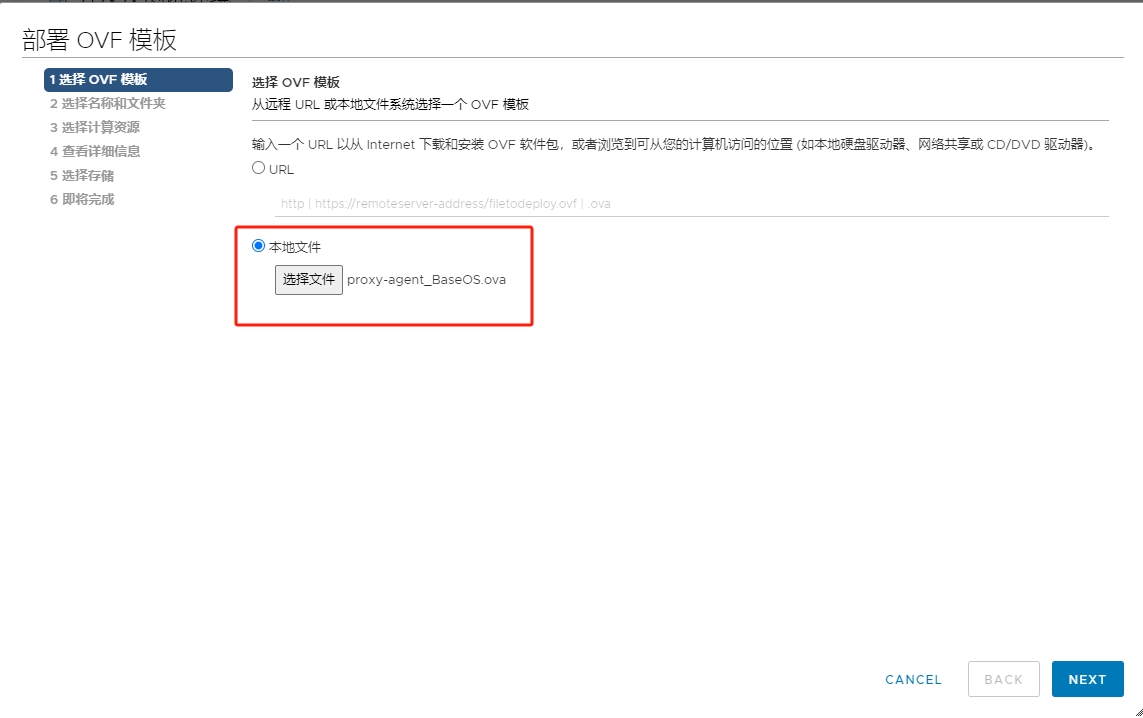 部署 OVF 模板
1 选择 OVF 模板
2 选择名称和文件夹
3 选择计算资源
4 查看详细信息
5 选择存储
6 即将完成
选择 OVF 模板
从远程 URL 或本地文件系统选择一个 OVF 模板
输入一个 URL 以从 Internet 下载和安装 OVF 软件包，或者浏览到可从您的计算机访问的位置 (如本地硬盘驱动器、网络共享或 CD/DVD 驱动器)。
URL
http | https://remoteserver-address/filetodeploy.ovf | .ova
本地文件
选择文件 proxy-agent_BaseOS.ova
CANCEL BACK NEXT